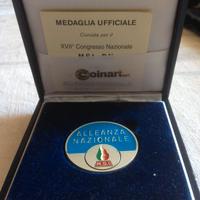 MEDAGLIA UFFICIALE
Coniata per il
XVII° Congresso Nazionale
M.S.I. - D.N.
Coinart
ALLEANZA
NAZIONALE
M.S.I.